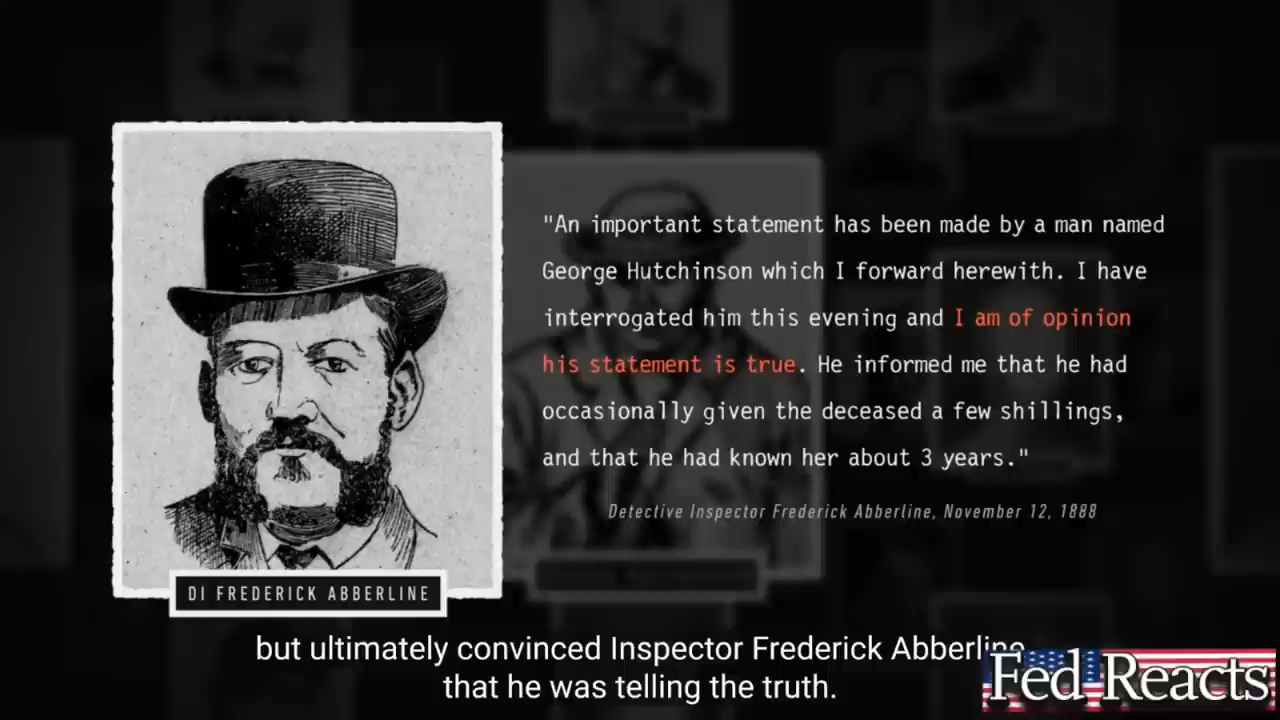 "An important statement has been made by a man named
George Hutchinson which I forward herewith. I have
interrogated him this evening and I am of opinion
his statement is true. He informed me that he had
occasionally given the deceased a few shillings,
and that he had known her about 3 years."
Detective Inspector Frederick Abberline, November 12, 1888
DI FREDERICK ABBERLINE
but ultimately convinced Inspector Frederick Abberline
that he was telling the truth.
Fed Reacts